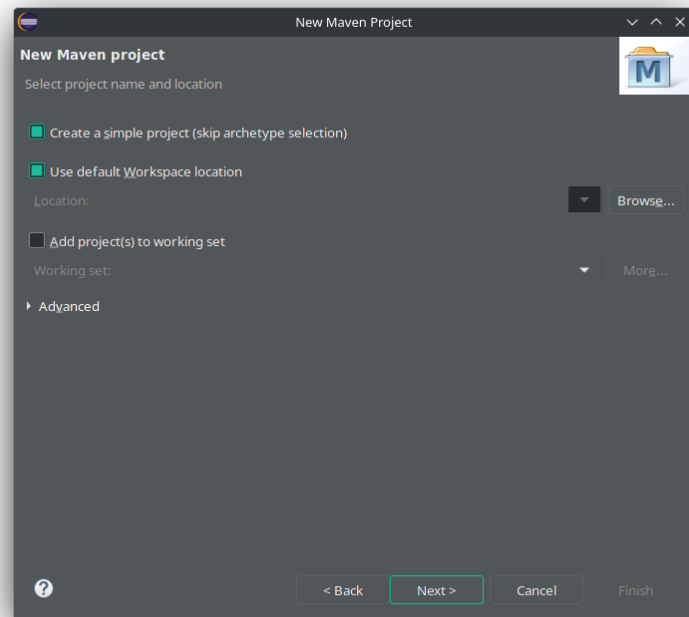 New Maven Project
New Maven project
Select project name and location
M
Create a simple project (skip archetype selection)
Use default Workspace location
Location:
Browse...
Add project(s) to working set
Working set:
More...
Advanced
?
< Back
Next >
Cancel
Finish